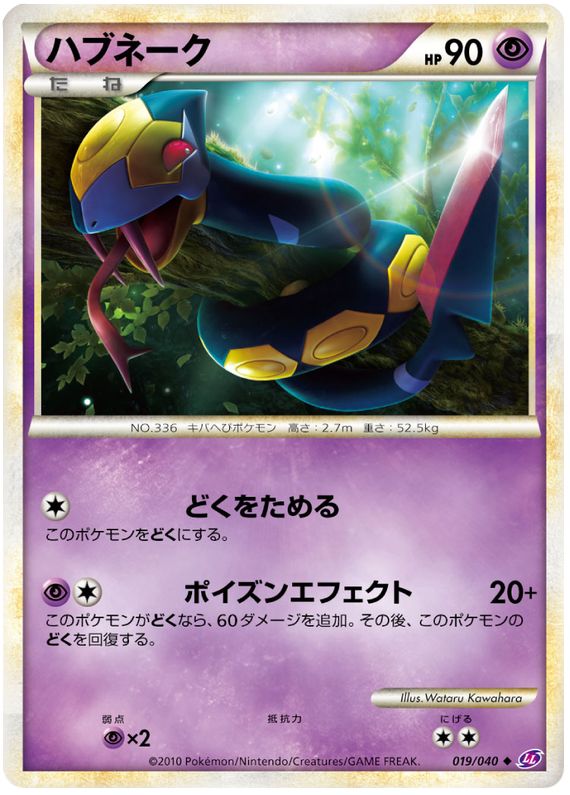 ハブネーク
HP 90
たね
NO.336 キバへびポケモン 高さ:2.7m 重さ:52.5kg
どくをためる
このポケモンをどくにする。
ポイズンエフェクト 20+
このポケモンがどくなら、60ダメージを追加。その後、このポケモンの
どくを回復する。
Illus.Wataru Kawahara
弱点 抵抗力 にげる
×2
©2010 Pokémon/Nintendo/Creatures/GAME FREAK. 019/040 ◆ LL